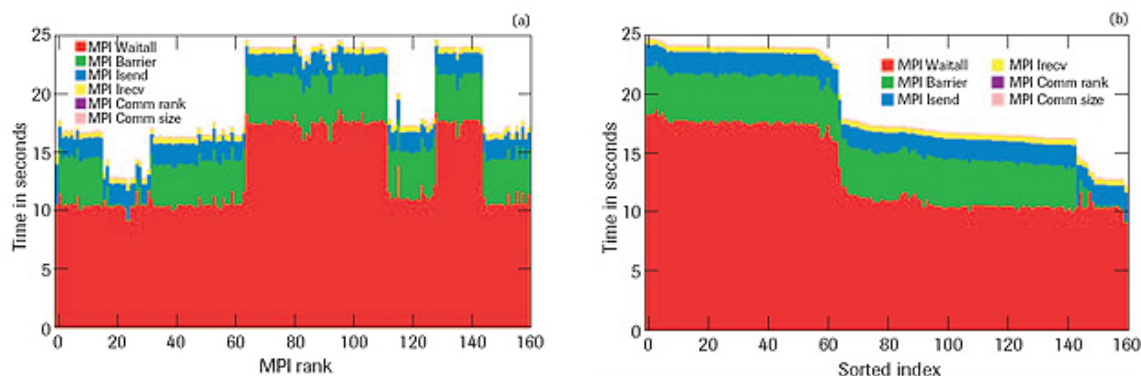 (a)
25
20
15
10
5
0
Time in seconds
MPI Waitall
MPI Barrier
MPI Isend
MPI Irecv
MPI Comm rank
MPI Comm size
0 20 40 60 80 100 120 140 160
MPI rank
(b)
25
20
15
10
5
0
Time in seconds
MPI Waitall MPI Irecv
MPI Barrier MPI Comm rank
MPI Isend MPI Comm size
0 20 40 60 80 100 120 140 160
Sorted index